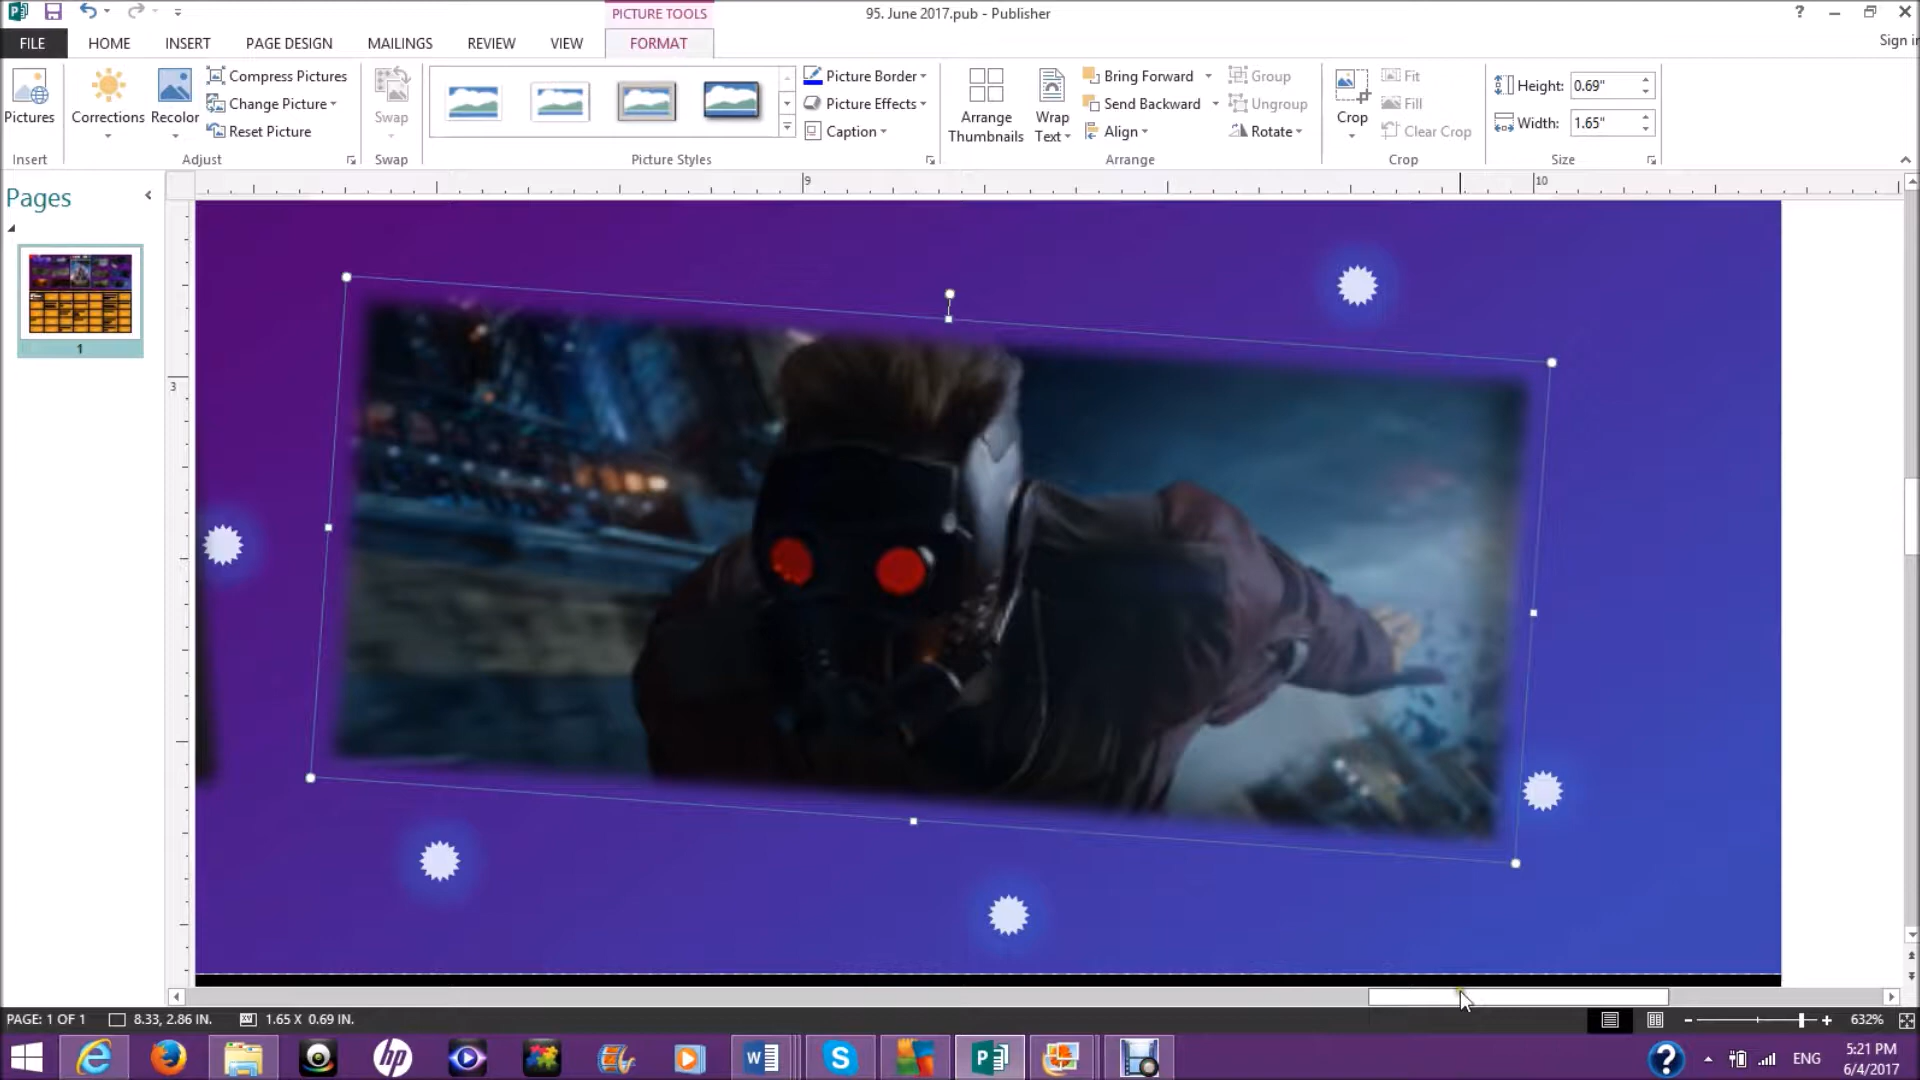 PICTURE TOOLS
95. June 2017.pub - Publisher
?
FILE HOME INSERT PAGE DESIGN MAILINGS REVIEW VIEW FORMAT
Sign in
Pictures
Corrections
Recolor
Compress Pictures
Change Picture
Reset Picture
Swap
Picture Border
Picture Effects
Caption
Arrange Thumbnails
Wrap Text
Bring Forward
Send Backward
Align
Group
Ungroup
Rotate
Crop
Fit
Fill
Clear Crop
Height: 0.69"
Width: 1.65"
Insert Adjust Swap Picture Styles Arrange Crop Size
9 10
Pages
1
3
PAGE: 1 OF 1 8.33, 2.86 IN. 1.65 X 0.69 IN.
632%
ENG
5:21 PM
6/4/2017